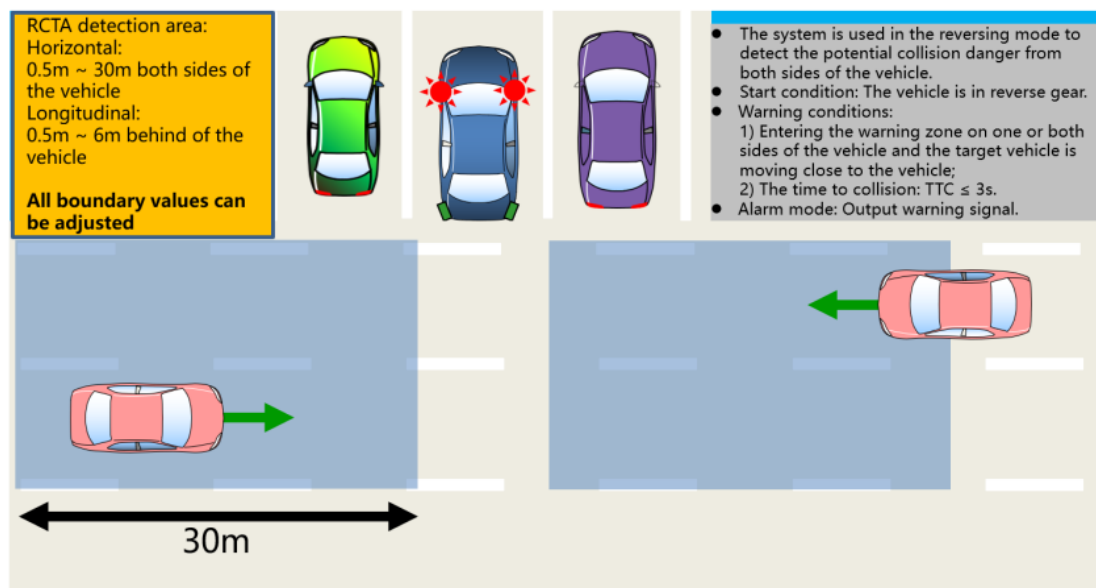 RCTA detection area:
Horizontal:
0.5m ~ 30m both sides of
the vehicle
Longitudinal:
0.5m ~ 6m behind of the
vehicle
All boundary values can
be adjusted
● The system is used in the reversing mode to
detect the potential collision danger from
both sides of the vehicle.
● Start condition: The vehicle is in reverse gear.
● Warning conditions:
1) Entering the warning zone on one or both
sides of the vehicle and the target vehicle is
moving close to the vehicle;
2) The time to collision: TTC ≤ 3s.
● Alarm mode: Output warning signal.
30m